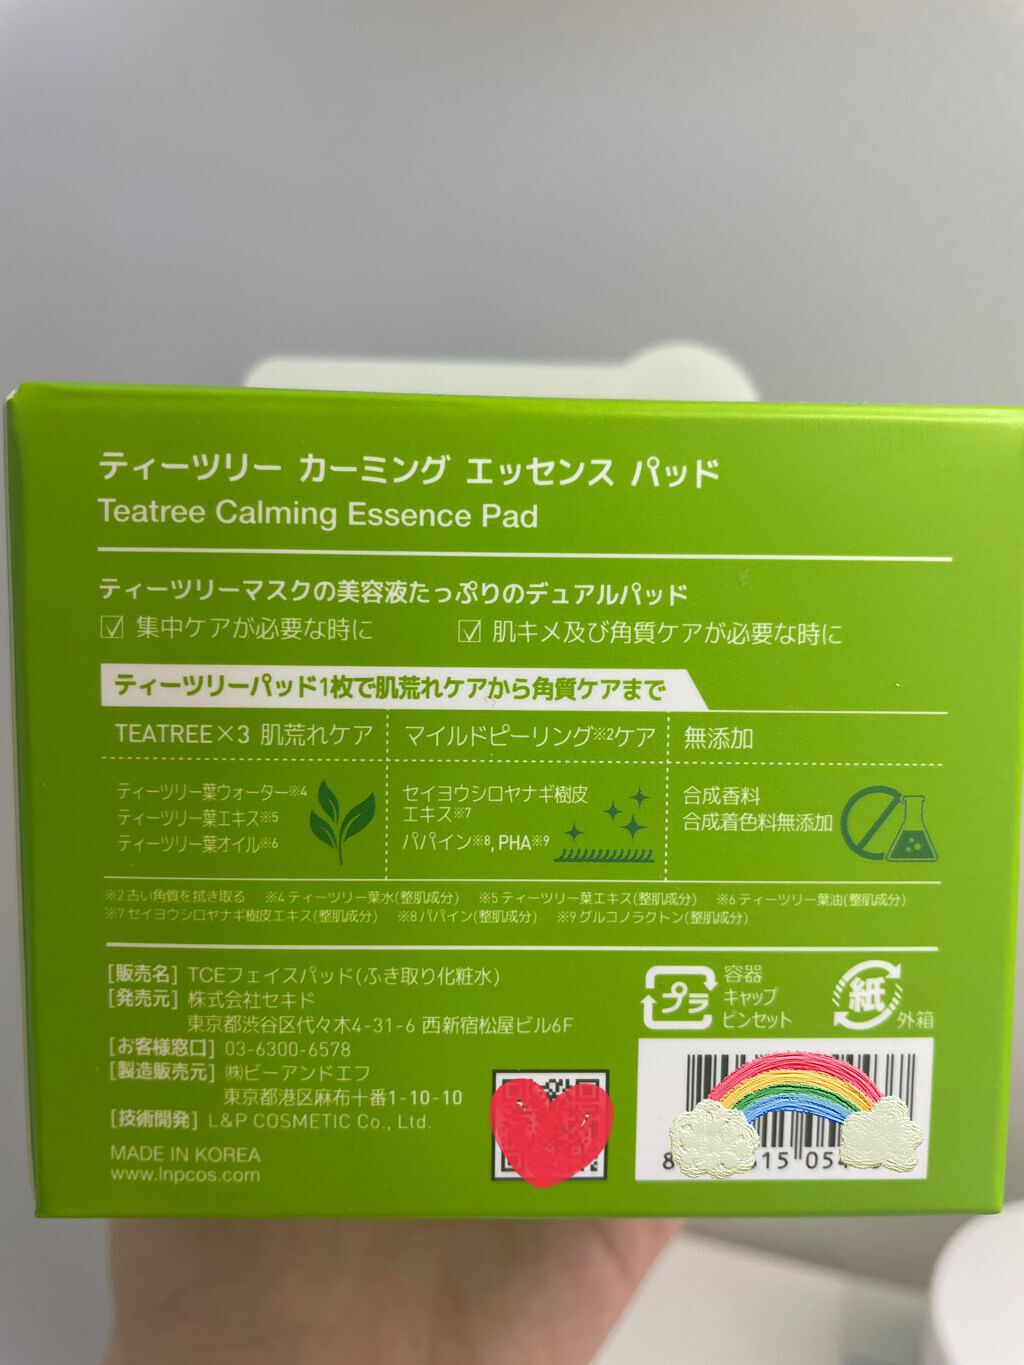 ティーツリー カーミング エッセンス パッド
Teatree Calming Essence Pad
ティーツリーマスクの美容液たっぷりのデュアルパッド
☑ 集中ケアが必要な時に ☑ 肌キメ及び角質ケアが必要な時に
ティーツリーパッド1枚で肌荒れケアから角質ケアまで
TEATREE×3 肌荒れケア
ティーツリー葉ウォーター※4
ティーツリー葉エキス※5
ティーツリー葉オイル※6
マイルドピーリング※2ケア
セイヨウシロヤナギ樹皮
エキス※7
パパイン※8, PHA※9
無添加
合成香料
合成着色料無添加
※2 古い角質を拭き取る ※4 ティーツリー葉水(整肌成分) ※5 ティーツリー葉エキス(整肌成分) ※6 ティーツリー葉油(整肌成分)
※7 セイヨウシロヤナギ樹皮エキス(整肌成分) ※8 パパイン(整肌成分) ※9 グルコノラクトン(整肌成分)
[販売名] TCEフェイスパッド(ふき取り化粧水)
[発売元] 株式会社セキド
東京都渋谷区代々木4-31-6 西新宿松屋ビル6F
[お客様窓口] 03-6300-6578
[製造販売元] ㈱ビーアンドエフ
東京都港区麻布十番1-10-10
[技術開発] L&P COSMETIC Co., Ltd.
MADE IN KOREA
www.lnpcos.com
プラ
容器
キャップ
ピンセット
紙
外箱